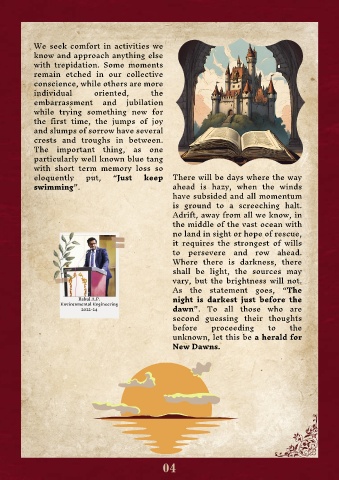 We seek comfort in activities we
know and approach anything else
with trepidation. Some moments
remain etched in our collective
conscience, while others are more
individual oriented, the
embarrassment and jubilation
while trying something new for
the first time, the jumps of joy
and slumps of sorrow have several
crests and troughs in between.
The important thing, as one
particularly well known blue tang
with short term memory loss so
eloquently put, “Just keep
swimming”.
Rahul A.P.
Environmental Engineering
2022-24
There will be days where the way
ahead is hazy, when the winds
have subsided and all momentum
is ground to a screeching halt.
Adrift, away from all we know, in
the middle of the vast ocean with
no land in sight or hope of rescue,
it requires the strongest of wills
to persevere and row ahead.
Where there is darkness, there
shall be light, the sources may
vary, but the brightness will not.
As the statement goes, “The
night is darkest just before the
dawn”. To all those who are
second guessing their thoughts
before proceeding to the
unknown, let this be a herald for
New Dawns.
04